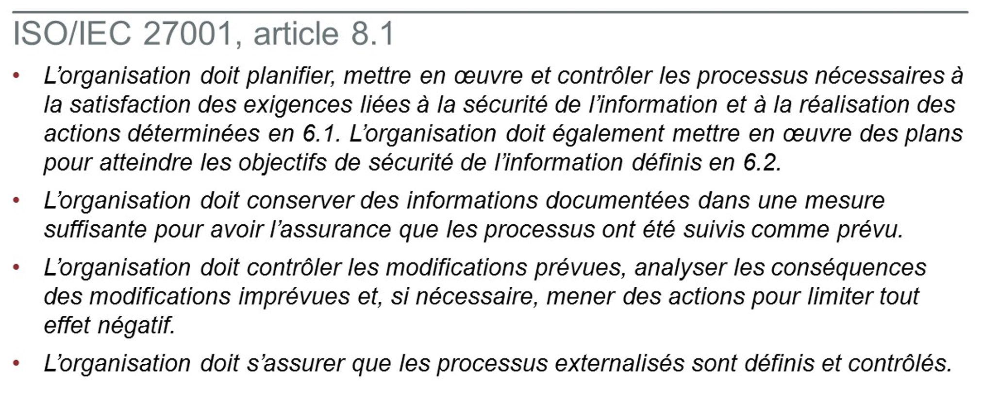 ISO/IEC 27001, article 8.1
• L’organisation doit planifier, mettre en œuvre et contrôler les processus nécessaires à
la satisfaction des exigences liées à la sécurité de l’information et à la réalisation des
actions déterminées en 6.1. L’organisation doit également mettre en œuvre des plans
pour atteindre les objectifs de sécurité de l’information définis en 6.2.
• L’organisation doit conserver des informations documentées dans une mesure
suffisante pour avoir l’assurance que les processus ont été suivis comme prévu.
• L’organisation doit contrôler les modifications prévues, analyser les conséquences
des modifications imprévues et, si nécessaire, mener des actions pour limiter tout
effet négatif.
• L’organisation doit s’assurer que les processus externalisés sont définis et contrôlés.